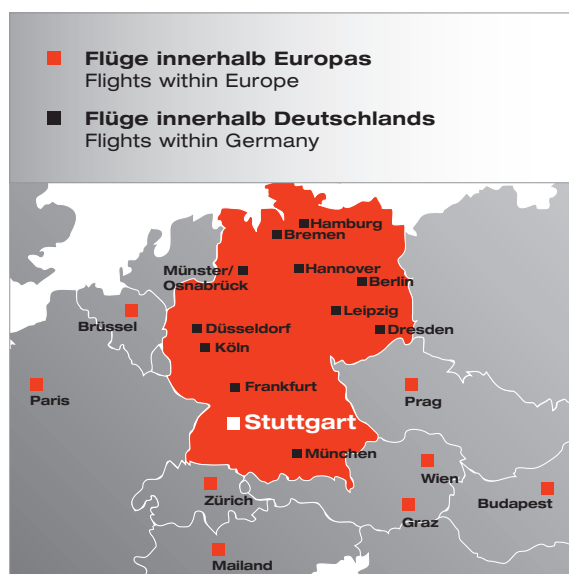 Flüge innerhalb Europas
Flights within Europe
Flüge innerhalb Deutschlands
Flights within Germany
Hamburg
Bremen
Münster/
Osnabrück
Hannover
Berlin
Leipzig
Brüssel
Düsseldorf
Dresden
Köln
Paris
Frankfurt
Prag
Stuttgart
München
Wien
Zürich
Budapest
Graz
Mailand